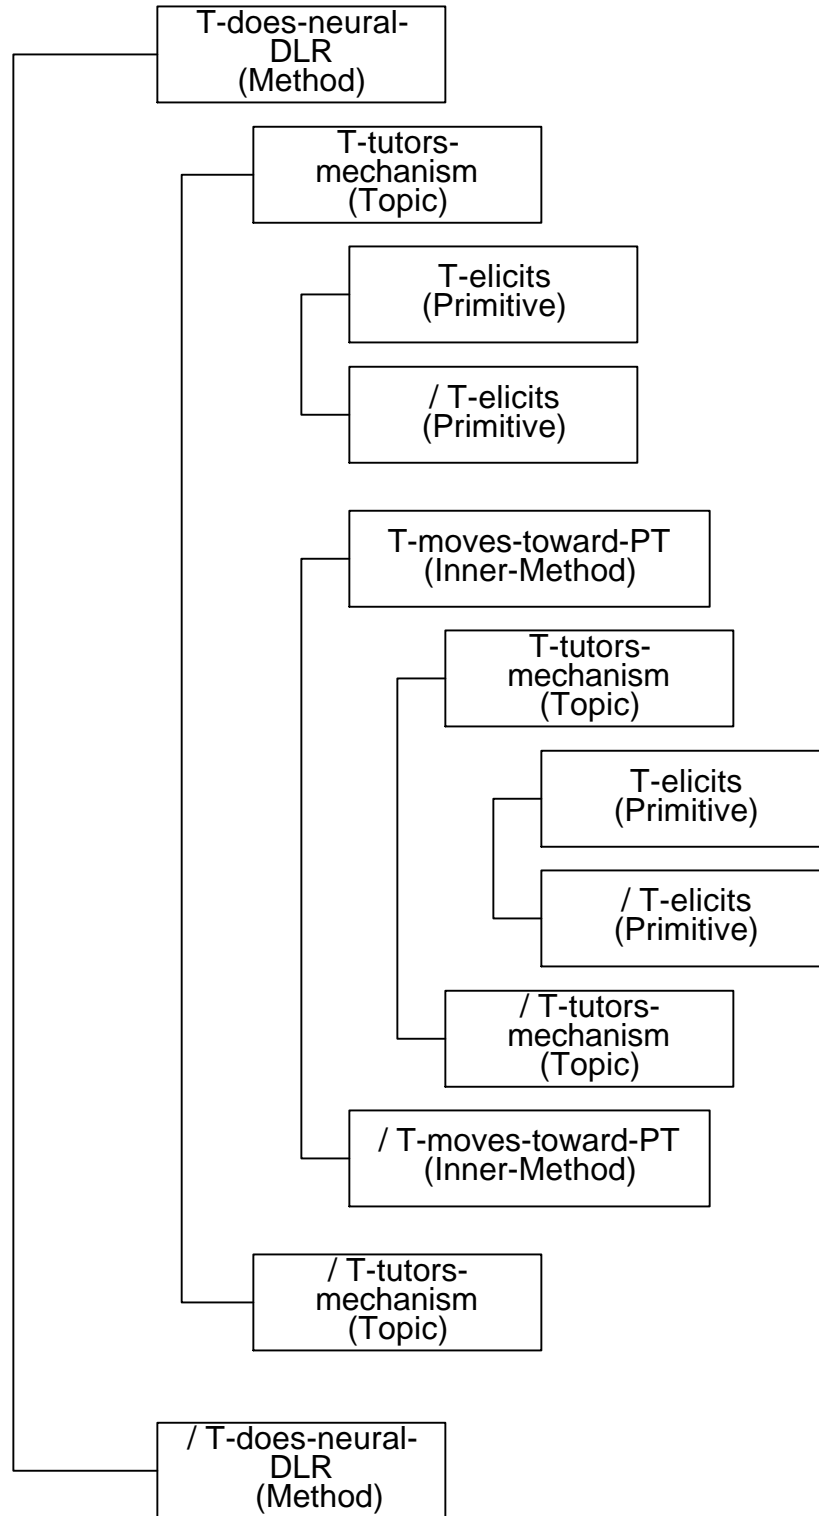 T-does-neural-
DLR
(Method)
T-tutors-
mechanism
(Topic)
T-elicits
(Primitive)
/ T-elicits
(Primitive)
T-moves-toward-PT
(Inner-Method)
T-tutors-
mechanism
(Topic)
T-elicits
(Primitive)
/ T-elicits
(Primitive)
/ T-tutors-
mechanism
(Topic)
/ T-moves-toward-PT
(Inner-Method)
/ T-tutors-
mechanism
(Topic)
/ T-does-neural-
DLR
(Method)